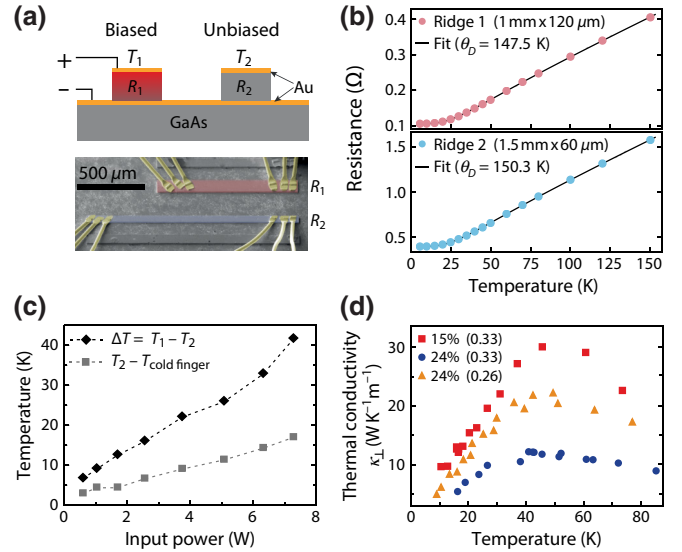 (a)
Biased Unbiased
+ T1 T2
− R1 R2 Au
GaAs
500 μm
R1
R2
(b)
Resistance (Ω)
0.4
0.3
0.2
0.1
Ridge 1 (1 mm x 120 μm)
Fit (θD = 147.5 K)
1.5
1.0
0.5
Ridge 2 (1.5 mm x 60 μm)
Fit (θD = 150.3 K)
0 25 50 75 100 125 150
Temperature (K)
(c)
Temperature (K)
40
30
20
10
0
ΔT = T1 − T2
T2 − Tcold finger
0 2 4 6 8
Input power (W)
(d)
Thermal conductivity
κ⊥ (W K⁻¹ m⁻¹)
30
20
10
15% (0.33)
24% (0.33)
24% (0.26)
0 20 40 60 80
Temperature (K)